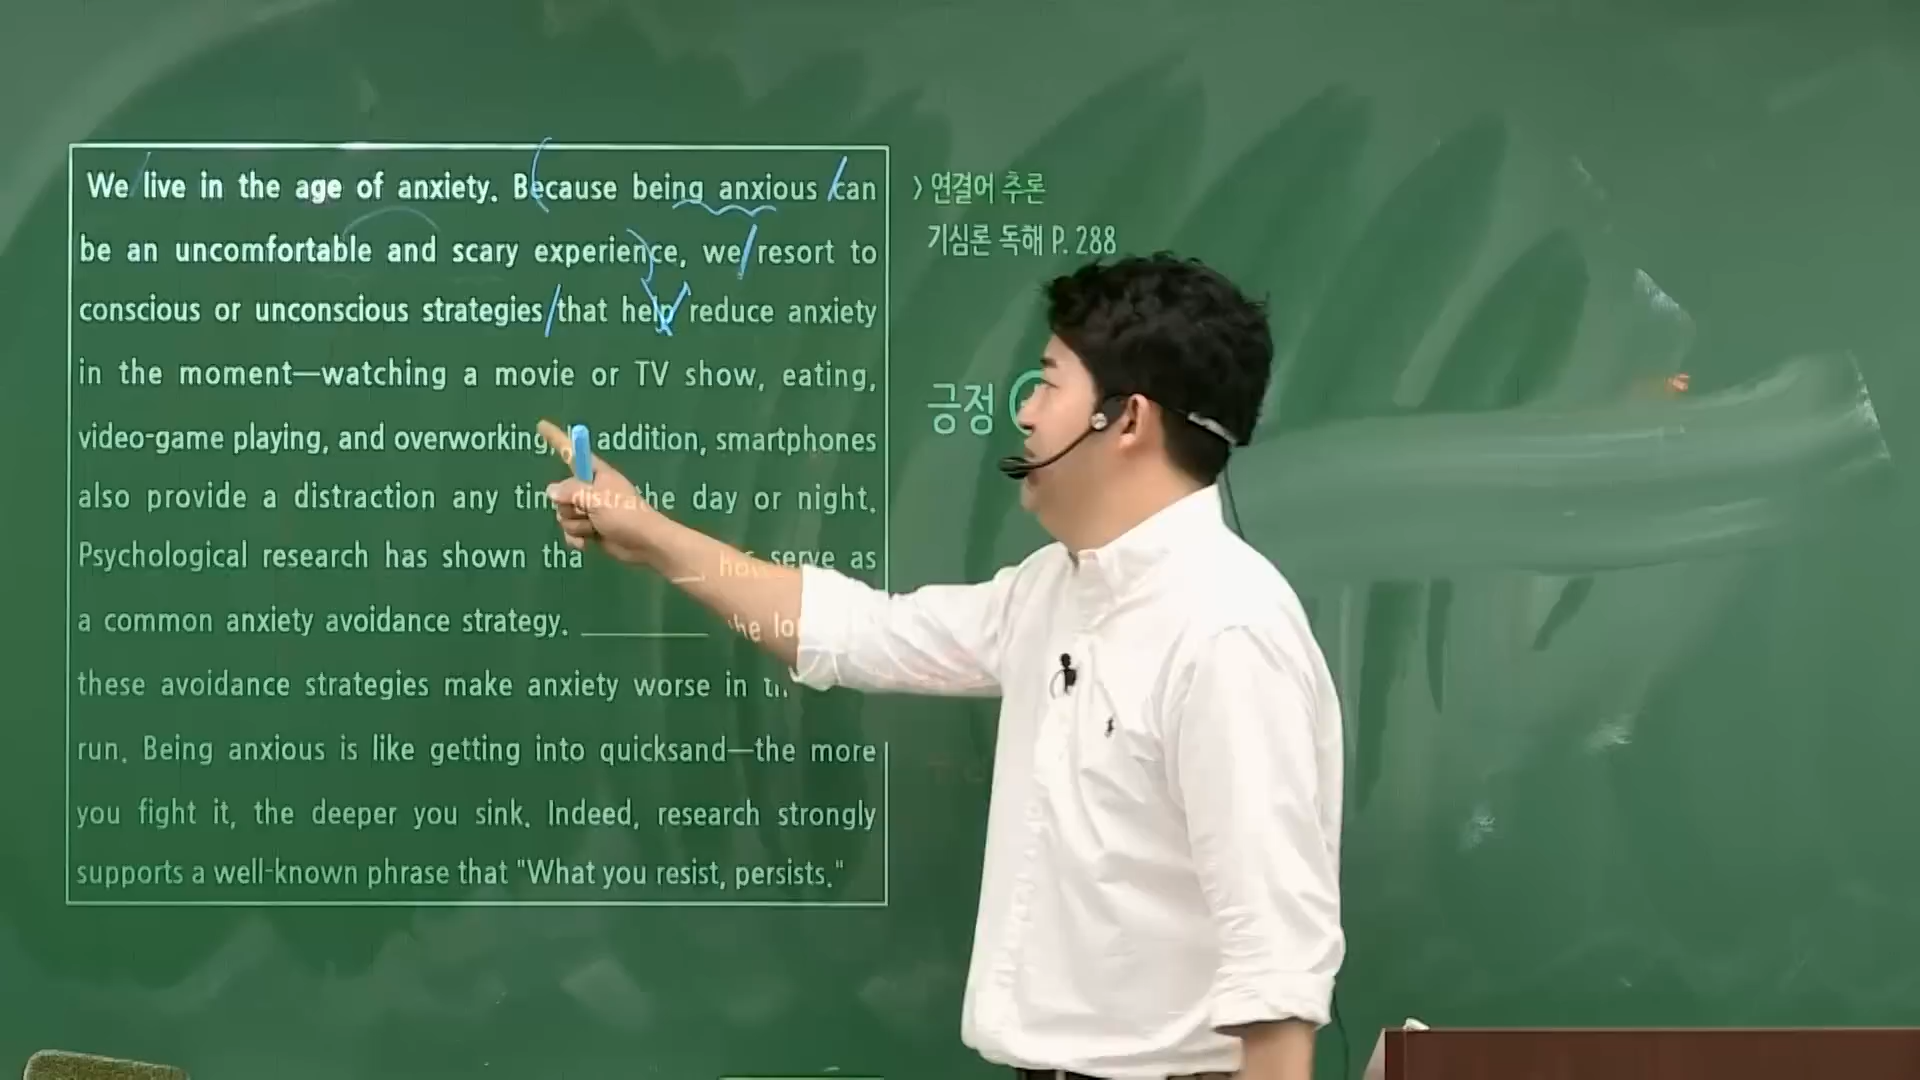 We live in the age of anxiety. Because being anxious can
be an uncomfortable and scary experience, we resort to
conscious or unconscious strategies that help reduce anxiety
in the moment—watching a movie or TV show, eating,
video-game playing, and overworking, addition, smartphones
also provide a distraction any the day or night.
Psychological research has shown serve as
a common anxiety avoidance strategy. __________
these avoidance strategies make anxiety worse in
run. Being anxious is like getting into quicksand—the more
you fight it, the deeper you sink. Indeed, research strongly
supports a well-known phrase that "What you resist, persists."
> 연결어 추론
기심론 독해 P. 288
긍정